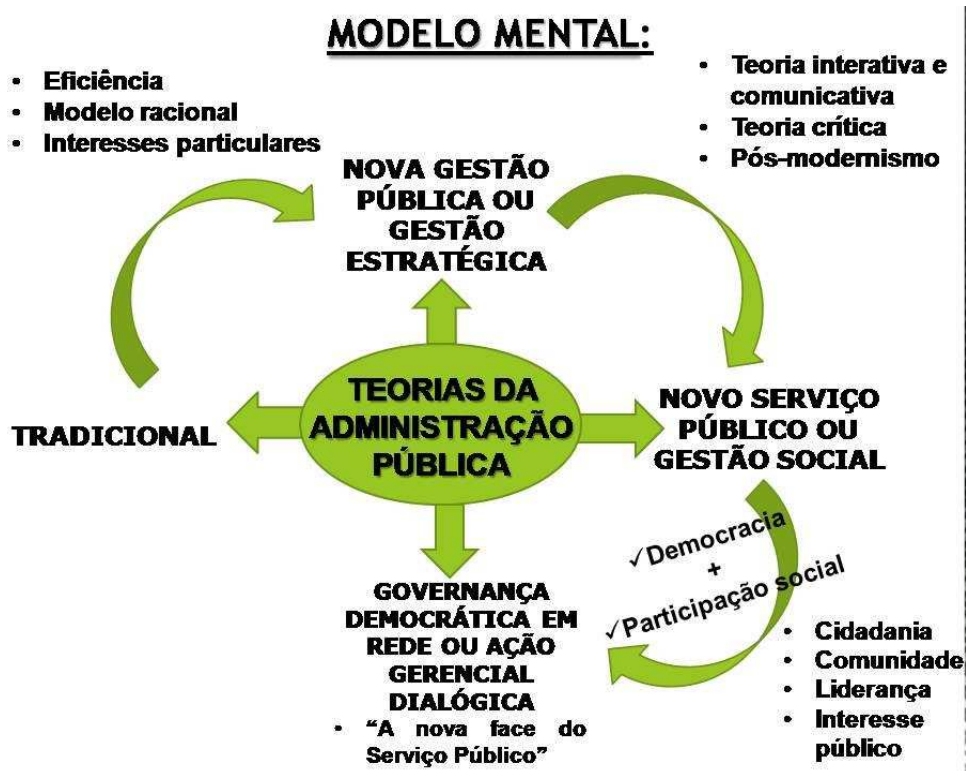 MODELO MENTAL:
• Eficiência
• Modelo racional
• Interesses particulares
• Teoria interativa e
comunicativa
• Teoria crítica
• Pós-modernismo
NOVA GESTÃO
PÚBLICA OU
GESTÃO
ESTRATÉGICA
TEORIAS DA
ADMINISTRAÇÃO
PÚBLICA
TRADICIONAL
NOVO SERVIÇO
PÚBLICO OU
GESTÃO SOCIAL
✓Democracia
+
✓Participação social
GOVERNANÇA
DEMOCRÁTICA EM
REDE OU AÇÃO
GERENCIAL
DIALÓGICA
• “A nova face do
Serviço Público”
• Cidadania
• Comunidade
• Liderança
• Interesse
público